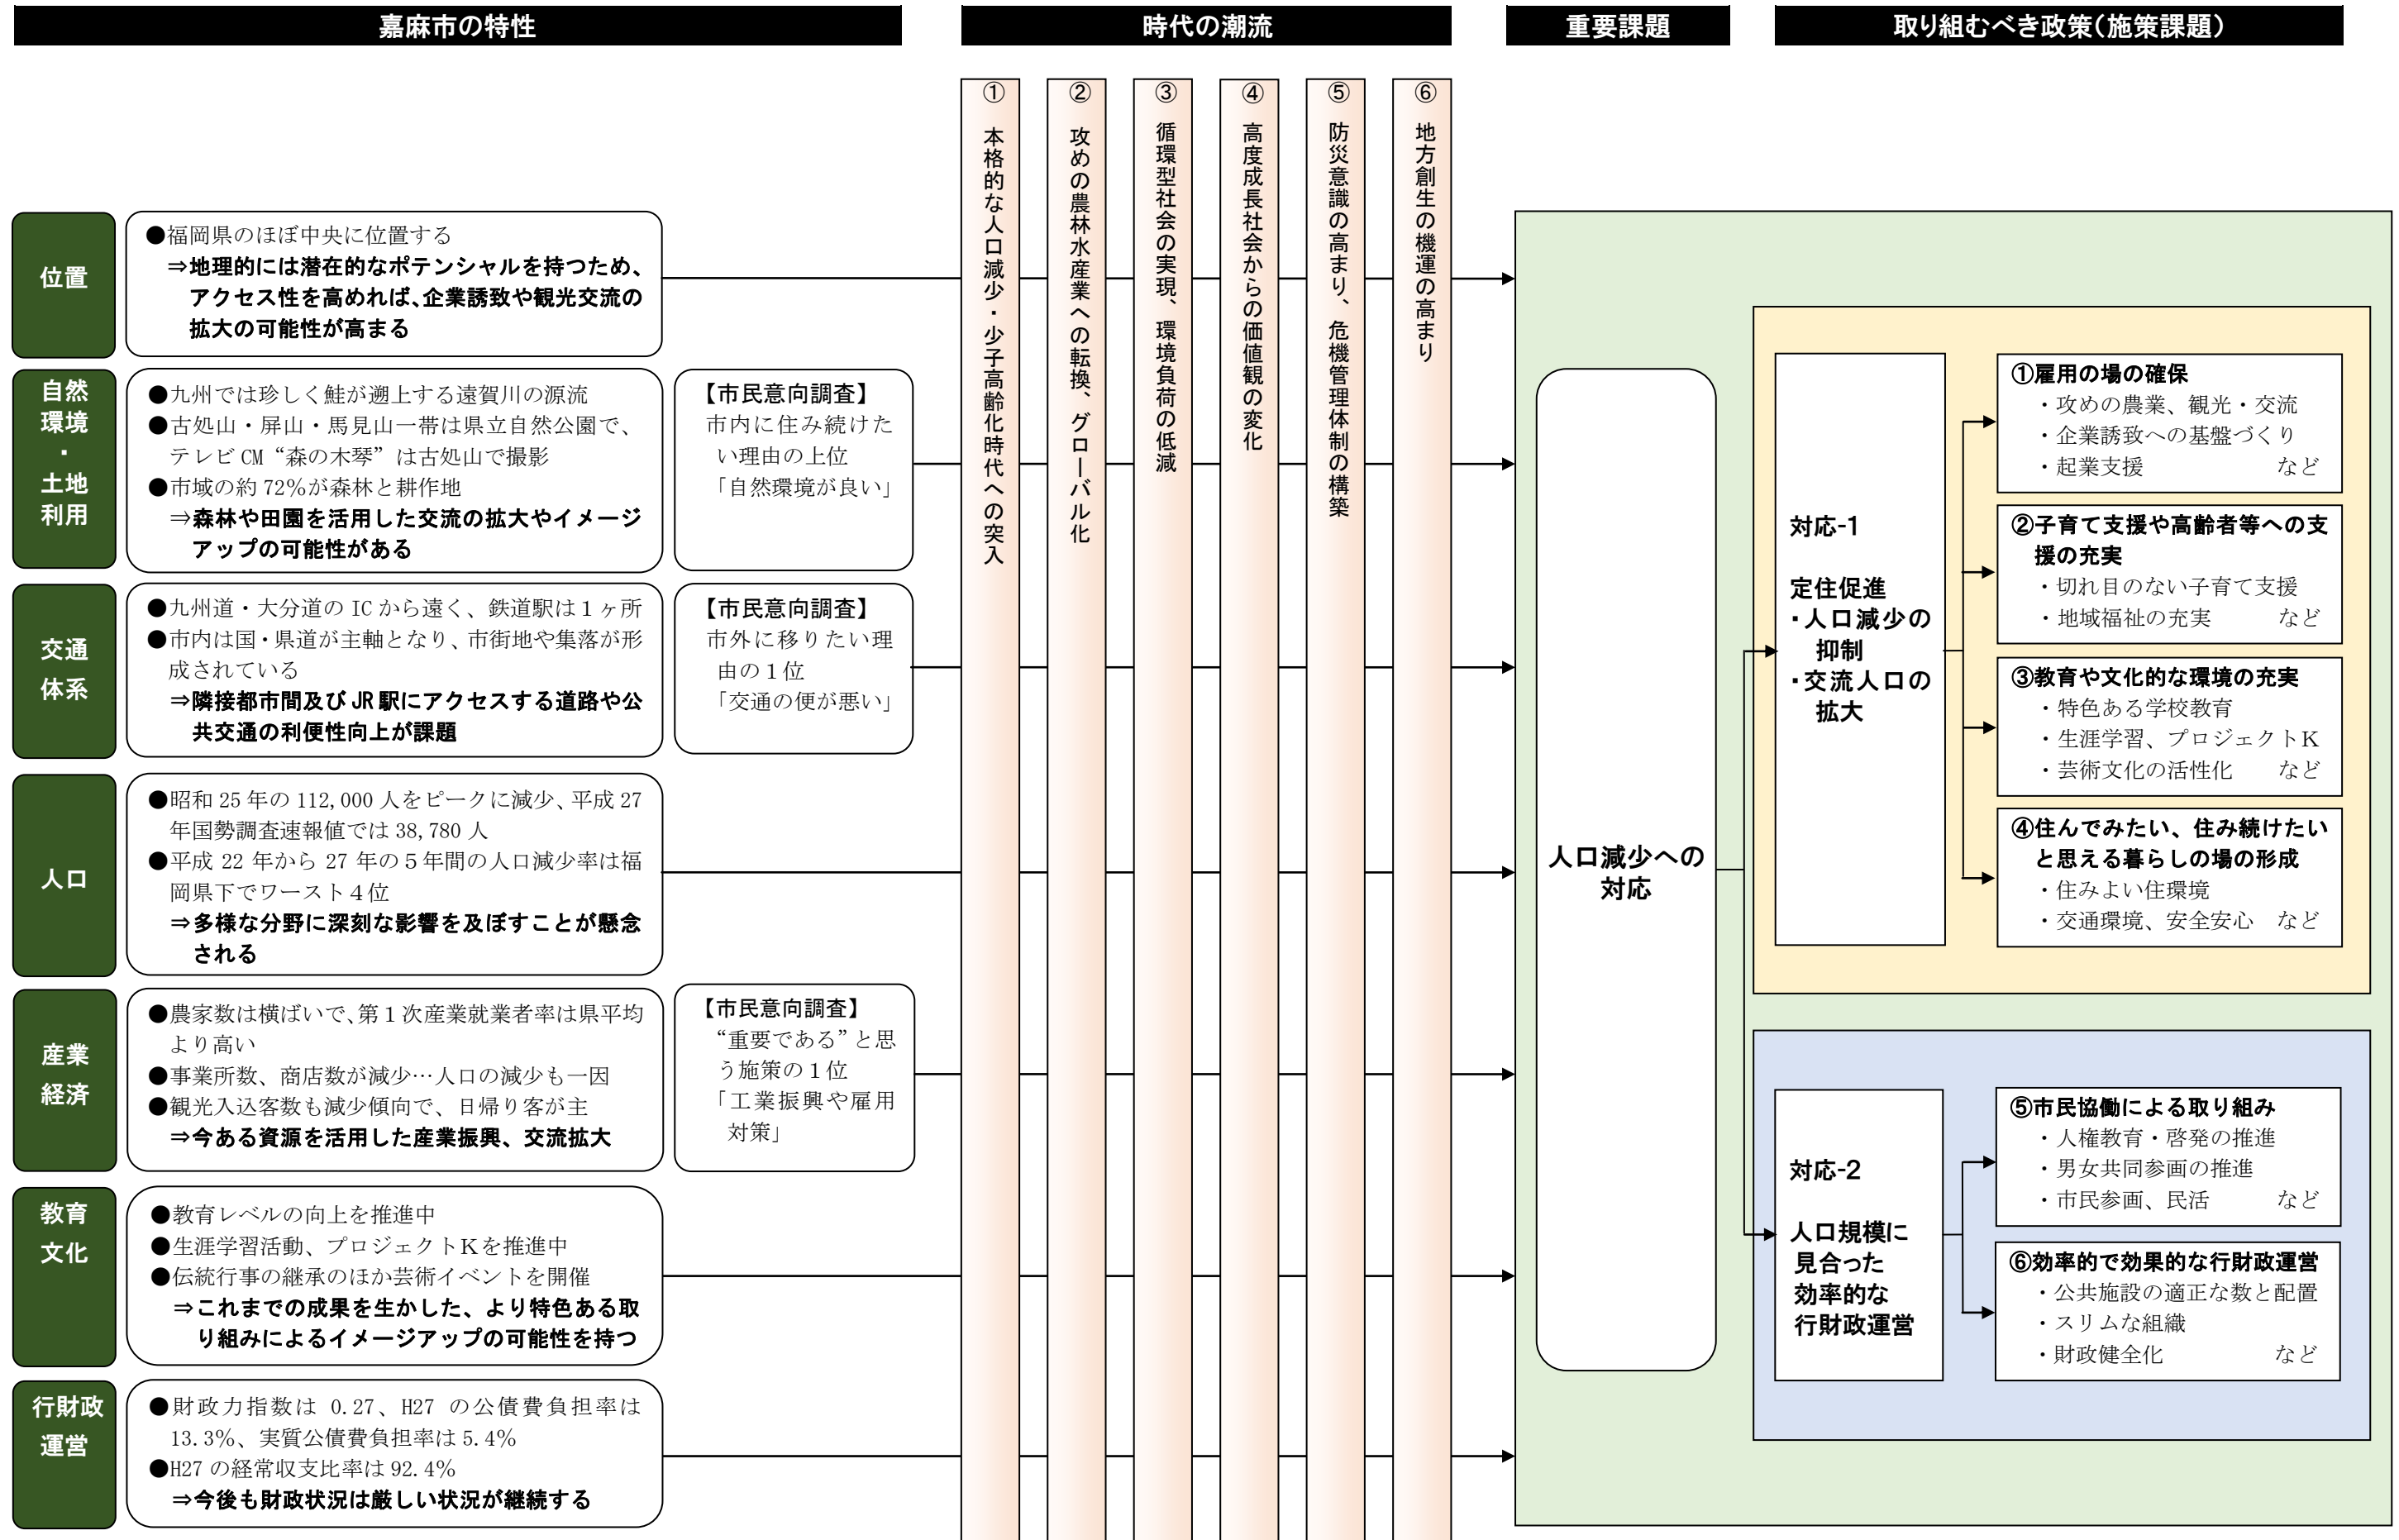 嘉麻市の特性
時代の潮流
重要課題
取り組むべき政策(施策課題)
位置
●福岡県のほぼ中央に位置する
⇒地理的には潜在的なポテンシャルを持つため、
アクセス性を高めれば、企業誘致や観光交流の
拡大の可能性が高まる
自然
環境
・
土地
利用
●九州では珍しく鮭が遡上する遠賀川の源流
●古処山・屏山・馬見山一帯は県立自然公園で、
テレビCM“森の木琴”は古処山で撮影
●市域の約72%が森林と耕作地
⇒森林や田園を活用した交流の拡大やイメージ
アップの可能性がある
【市民意向調査】
市内に住み続けた
い理由の上位
「自然環境が良い」
交通
体系
●九州道・大分道のICから遠く、鉄道駅は1ヶ所
●市内は国・県道が主軸となり、市街地や集落が形
成されている
⇒隣接都市間及びJR駅にアクセスする道路や公
共交通の利便性向上が課題
【市民意向調査】
市外に移りたい理
由の1位
「交通の便が悪い」
人口
●昭和25年の112,000人をピークに減少、平成27
年国勢調査速報値では38,780人
●平成22年から27年の5年間の人口減少率は福
岡県下でワースト4位
⇒多様な分野に深刻な影響を及ぼすことが懸念
される
産業
経済
●農家数は横ばいで、第1次産業就業者率は県平均
より高い
●事業所数、商店数が減少…人口の減少も一因
●観光入込客数も減少傾向で、日帰り客が主
⇒今ある資源を活用した産業振興、交流拡大
【市民意向調査】
“重要である”と思
う施策の1位
「工業振興や雇用
対策」
教育
文化
●教育レベルの向上を推進中
●生涯学習活動、プロジェクトKを推進中
●伝統行事の継承のほか芸術イベントを開催
⇒これまでの成果を生かした、より特色ある取
り組みによるイメージアップの可能性を持つ
行財政
運営
●財政力指数は0.27、H27の公債費負担率は
13.3%、実質公債費負担率は5.4%
●H27の経常収支比率は92.4%
⇒今後も財政状況は厳しい状況が継続する
① 本格的な人口減少・少子高齢化時代への突入
② 攻めの農林水産業への転換、グローバル化
③ 循環型社会の実現、環境負荷の低減
④ 高度成長社会からの価値観の変化
⑤ 防災意識の高まり、危機管理体制の構築
⑥ 地方創生の機運の高まり
人口減少への
対応
対応-1
定住促進
・人口減少の
抑制
・交流人口の
拡大
①雇用の場の確保
・攻めの農業、観光・交流
・企業誘致への基盤づくり
・起業支援 など
②子育て支援や高齢者等への支
援の充実
・切れ目のない子育て支援
・地域福祉の充実 など
③教育や文化的な環境の充実
・特色ある学校教育
・生涯学習、プロジェクトK
・芸術文化の活性化 など
④住んでみたい、住み続けたい
と思える暮らしの場の形成
・住みよい住環境
・交通環境、安全安心 など
対応-2
人口規模に
見合った
効率的な
行財政運営
⑤市民協働による取り組み
・人権教育・啓発の推進
・男女共同参画の推進
・市民参画、民活 など
⑥効率的で効果的な行財政運営
・公共施設の適正な数と配置
・スリムな組織
・財政健全化 など